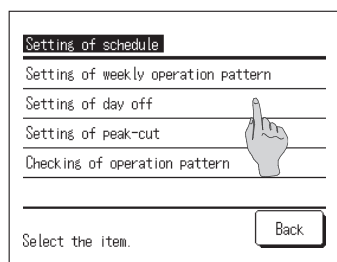 Setting of schedule
Setting of weekly operation pattern
Setting of day off
Setting of peak-cut
Checking of operation pattern
Select the item.
Back